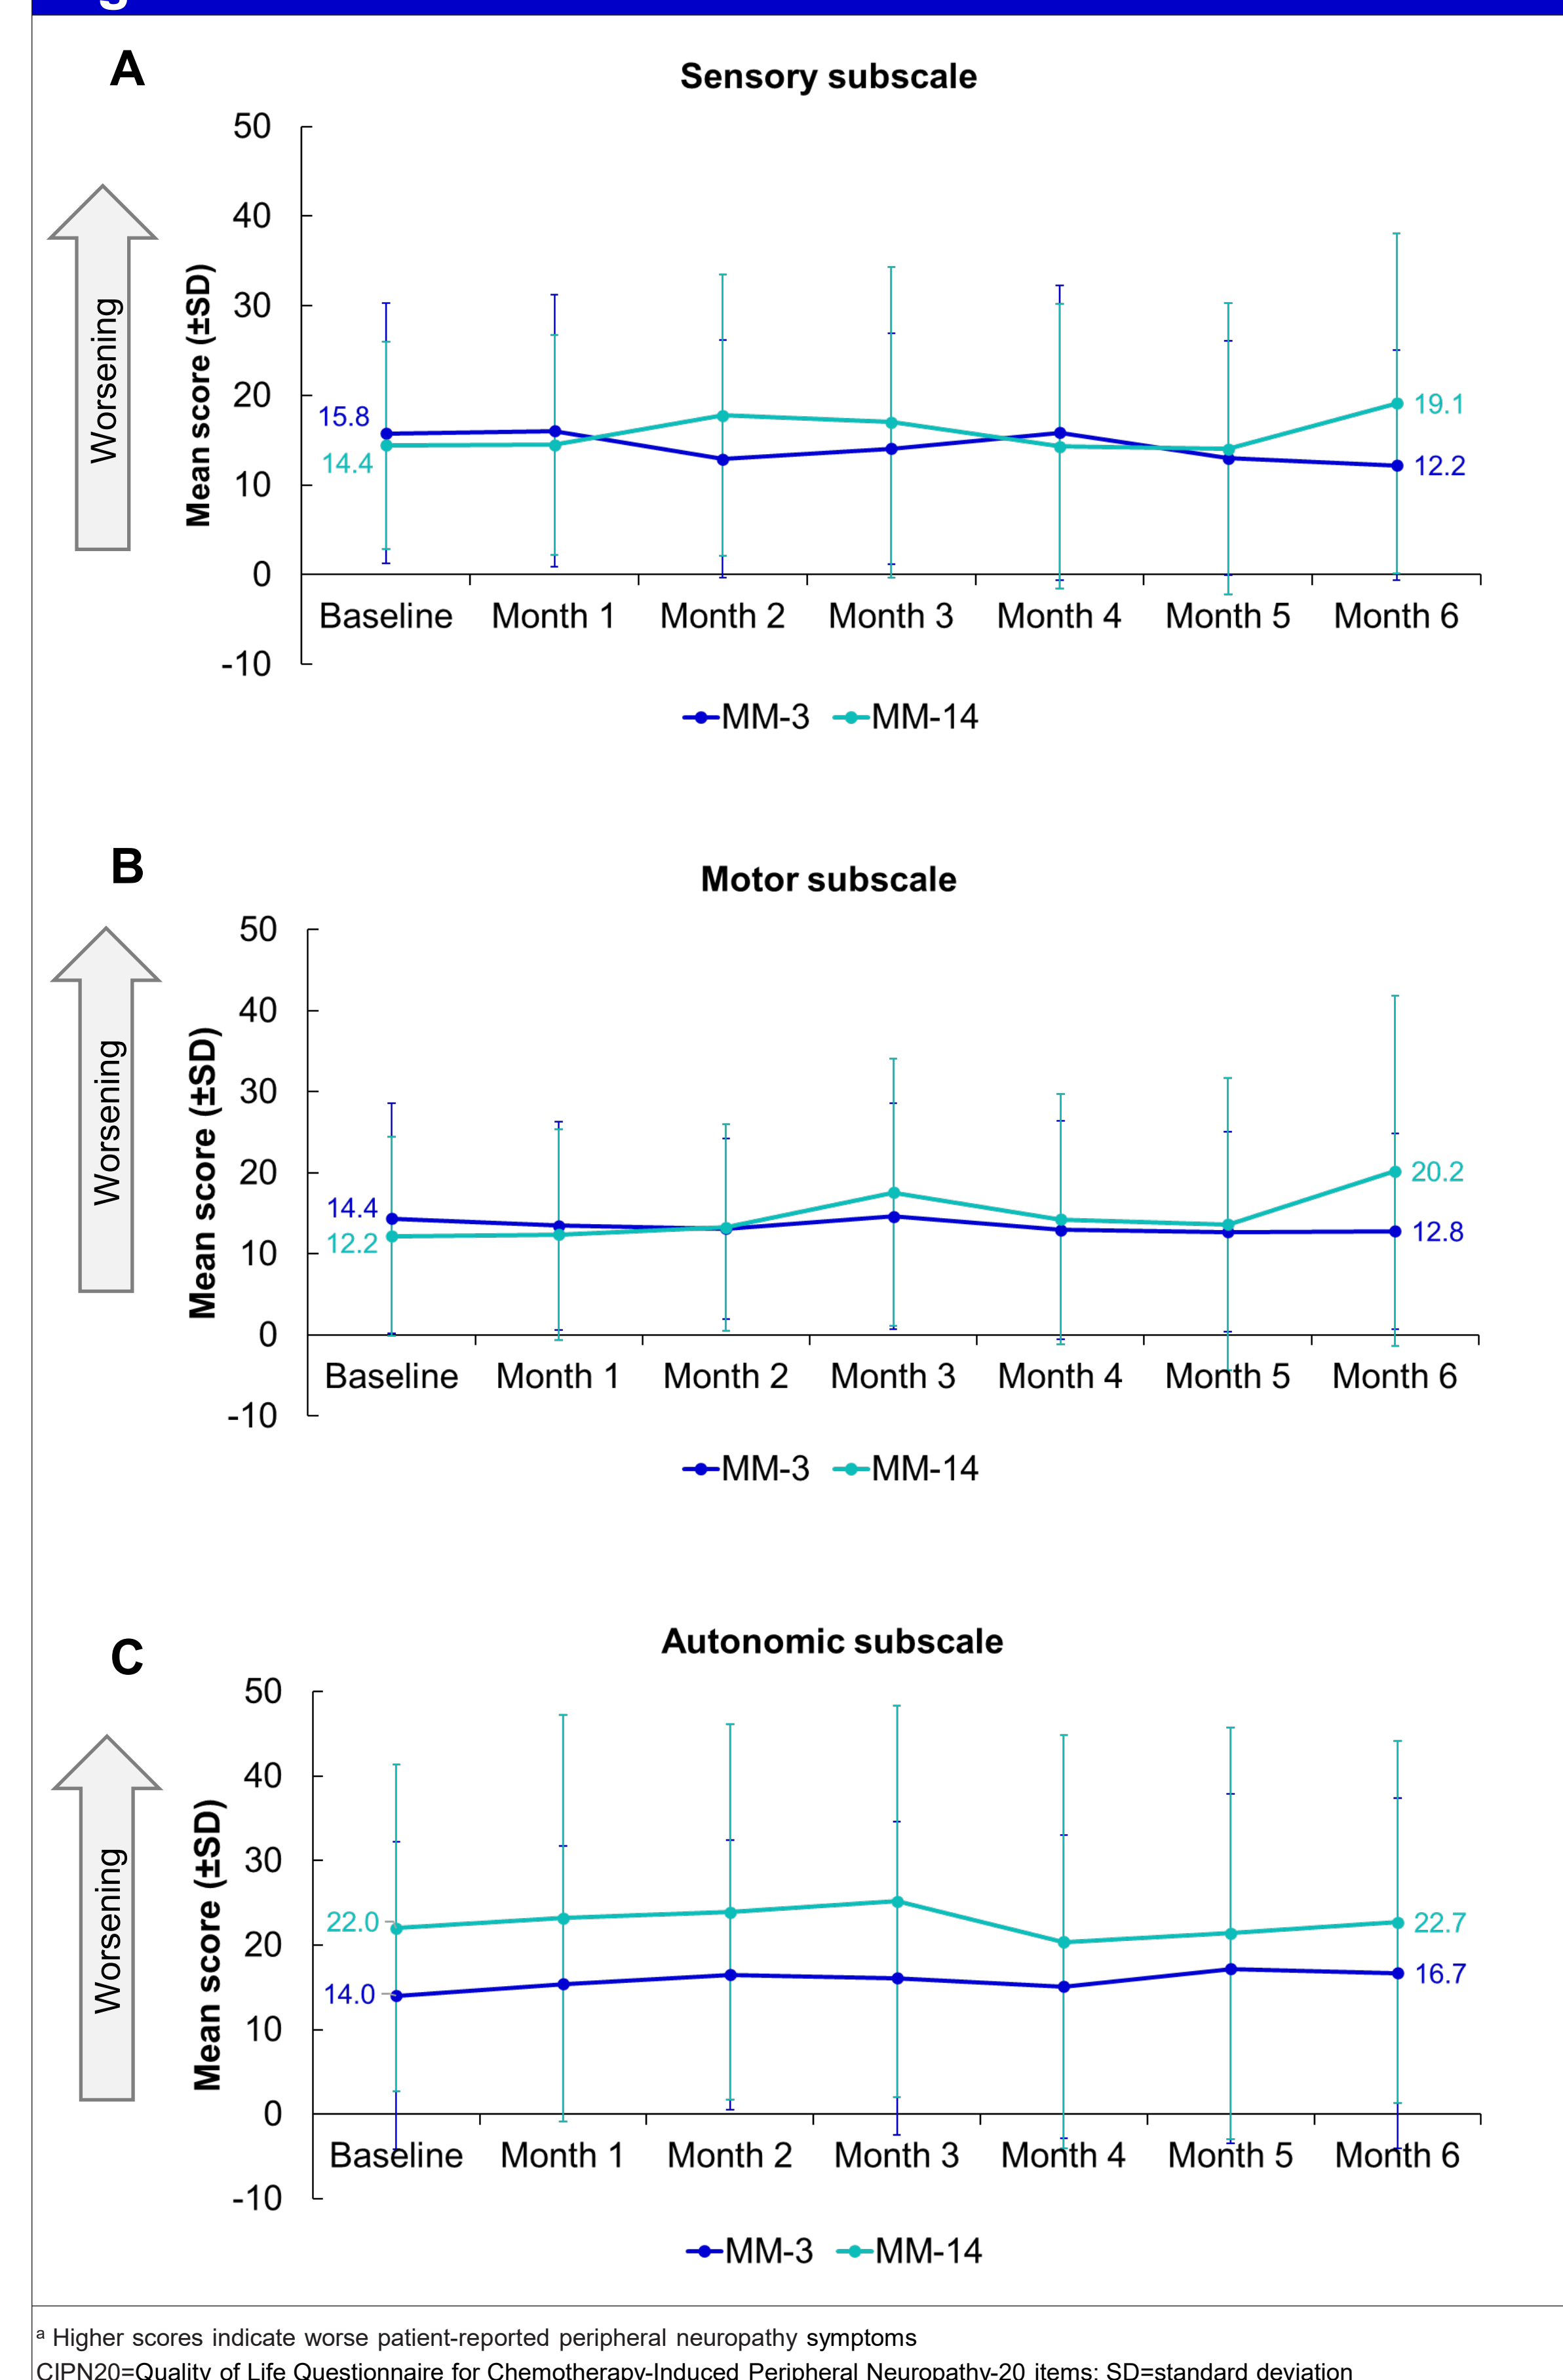 A
Sensory subscale
Worsening
Mean score (±SD)
50
40
30
20
10
0
-10
15.8
14.4
19.1
12.2
Baseline Month 1 Month 2 Month 3 Month 4 Month 5 Month 6
MM-3 MM-14
B
Motor subscale
Worsening
Mean score (±SD)
50
40
30
20
10
0
-10
14.4
12.2
20.2
12.8
Baseline Month 1 Month 2 Month 3 Month 4 Month 5 Month 6
MM-3 MM-14
C
Autonomic subscale
Worsening
Mean score (±SD)
50
40
30
20
10
0
-10
22.0
14.0
22.7
16.7
Baseline Month 1 Month 2 Month 3 Month 4 Month 5 Month 6
MM-3 MM-14
a Higher scores indicate worse patient-reported peripheral neuropathy symptoms
CIPN20=Quality of Life Questionnaire for Chemotherapy-Induced Peripheral Neuropathy-20 items; SD=standard deviation